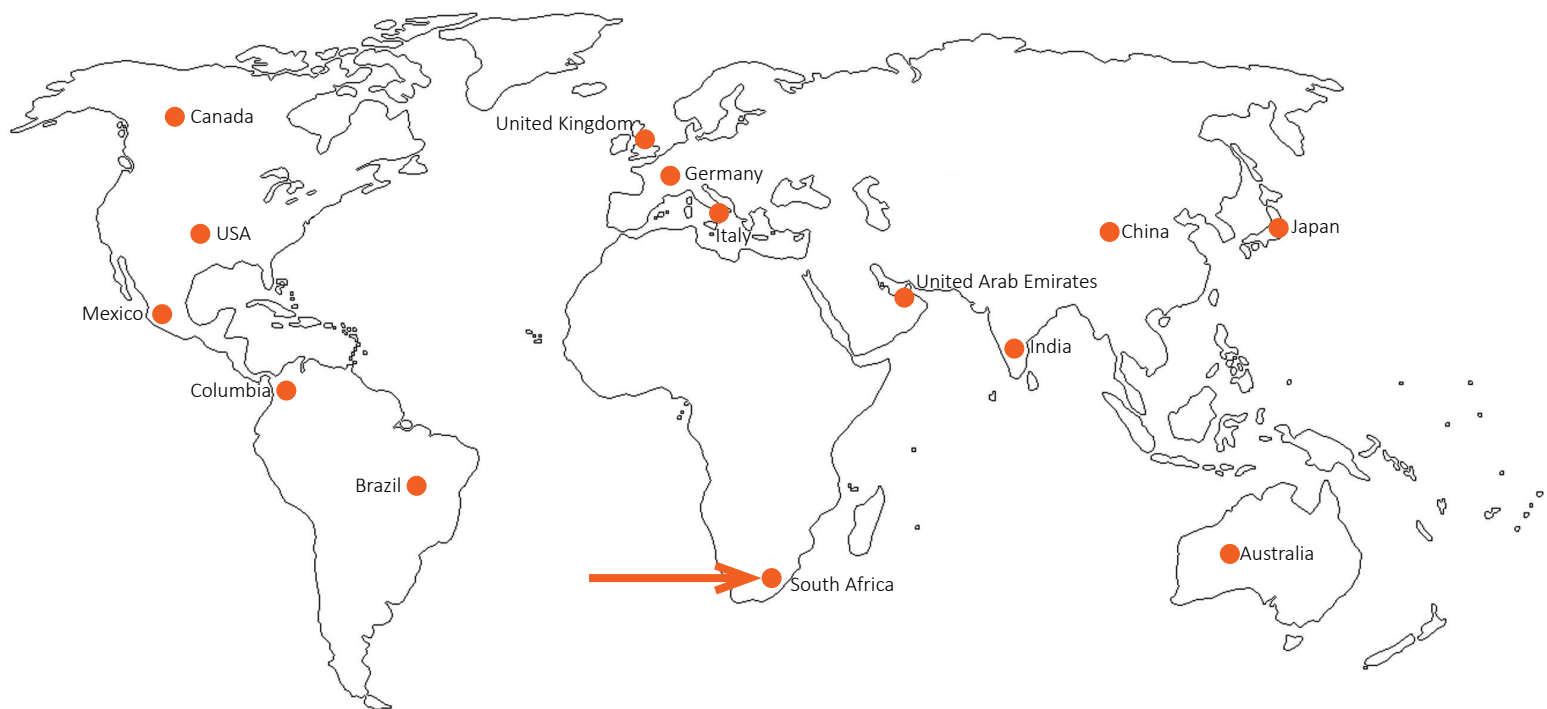 Canada
United Kingdom
Germany
USA
Italy
China
Japan
United Arab Emirates
Mexico
India
Columbia
Brazil
Australia
South Africa